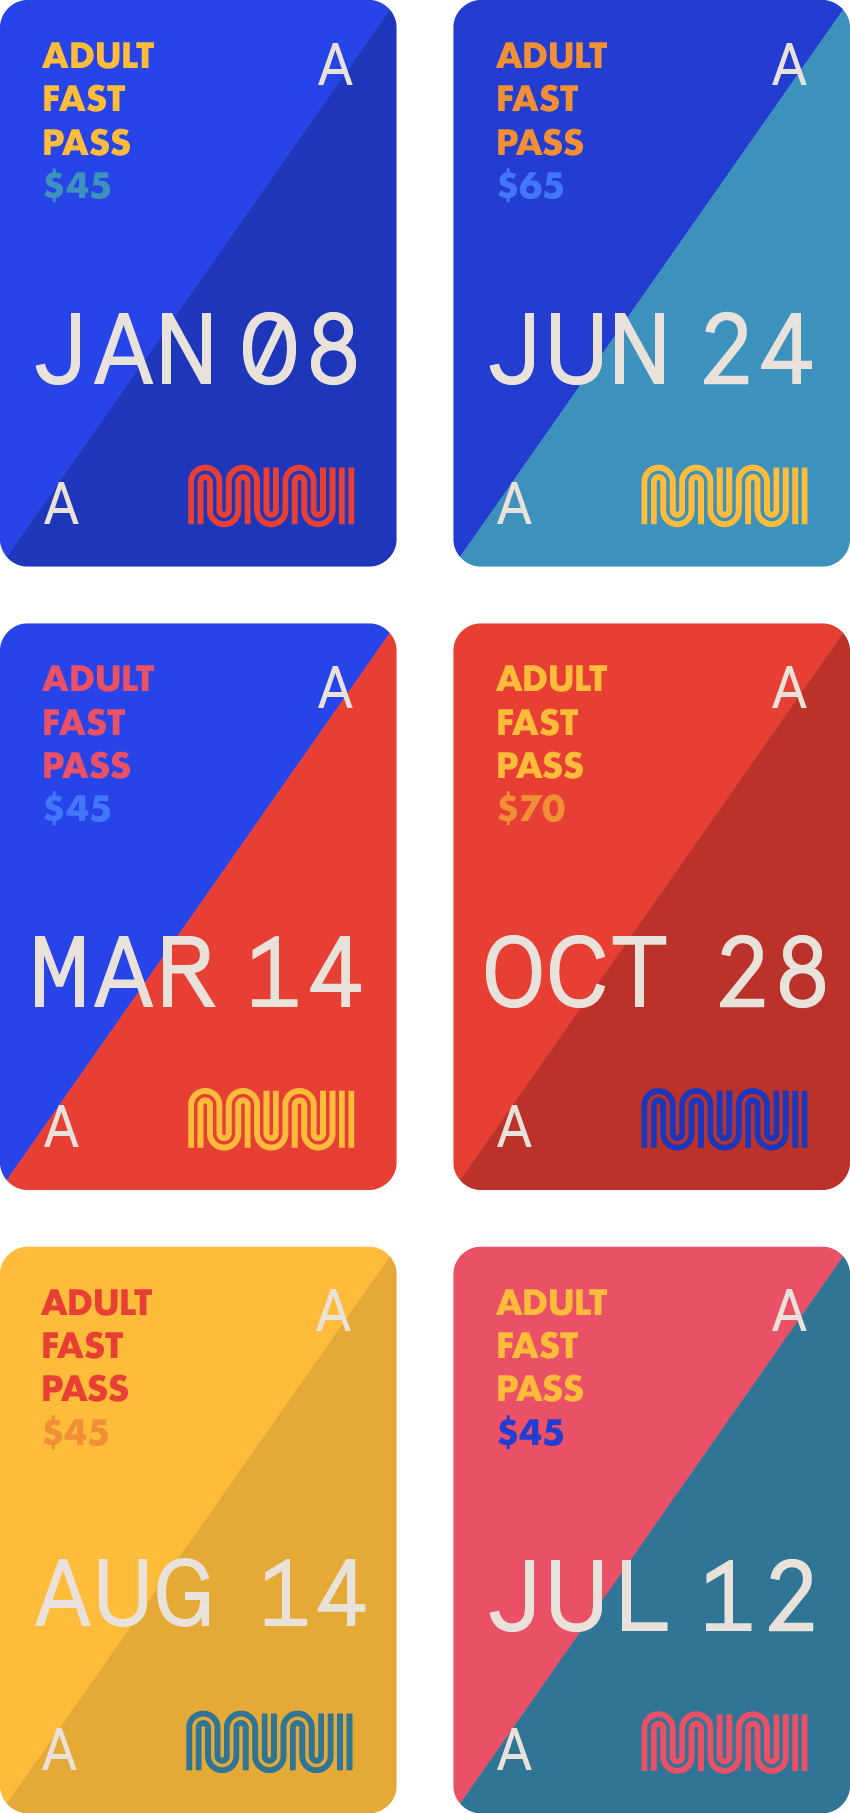 ADULT
FAST
PASS
$45
A
JAN 08
A
muni
ADULT
FAST
PASS
$65
A
JUN 24
A
muni
ADULT
FAST
PASS
$45
A
MAR 14
A
muni
ADULT
FAST
PASS
$70
A
OCT 28
A
muni
ADULT
FAST
PASS
$45
A
AUG 14
A
muni
ADULT
FAST
PASS
$45
A
JUL 12
A
muni